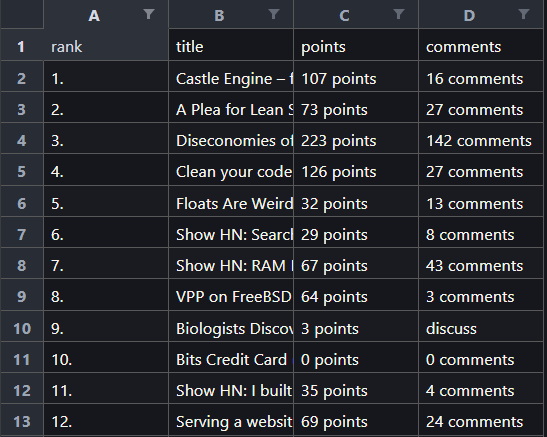 A B C D
1 rank title points comments
2 1. Castle Engine – 107 points 16 comments
3 2. A Plea for Lean 73 points 27 comments
4 3. Diseconomies of 223 points 142 comments
5 4. Clean your code 126 points 27 comments
6 5. Floats Are Weird 32 points 13 comments
7 6. Show HN: Search 29 points 8 comments
8 7. Show HN: RAM 67 points 43 comments
9 8. VPP on FreeBSD 64 points 3 comments
10 9. Biologists Discov 3 points discuss
11 10. Bits Credit Card 0 points 0 comments
12 11. Show HN: I built 35 points 4 comments
13 12. Serving a websit 69 points 24 comments